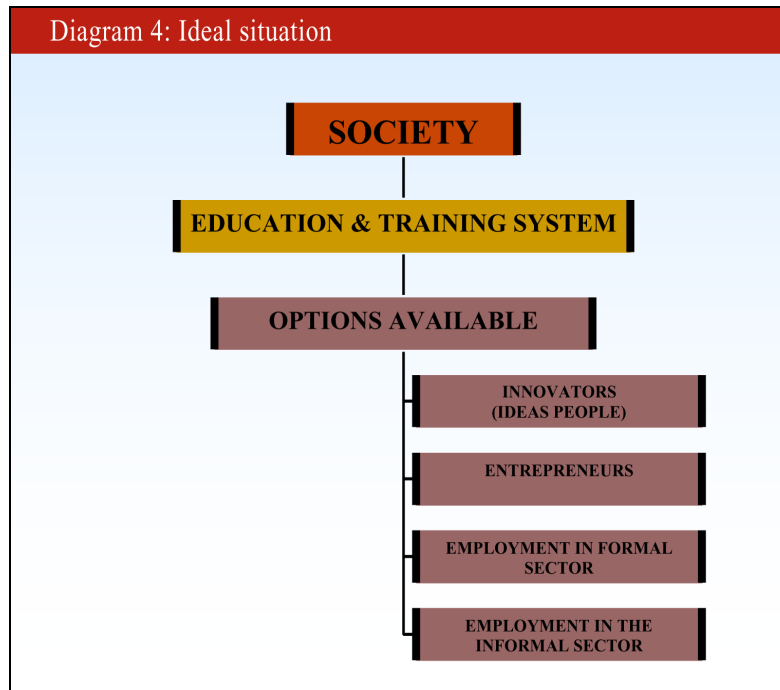 Diagram 4: Ideal situation
SOCIETY
EDUCATION & TRAINING SYSTEM
OPTIONS AVAILABLE
INNOVATORS
(IDEAS PEOPLE)
ENTREPRENEURS
EMPLOYMENT IN FORMAL
SECTOR
EMPLOYMENT IN THE
INFORMAL SECTOR